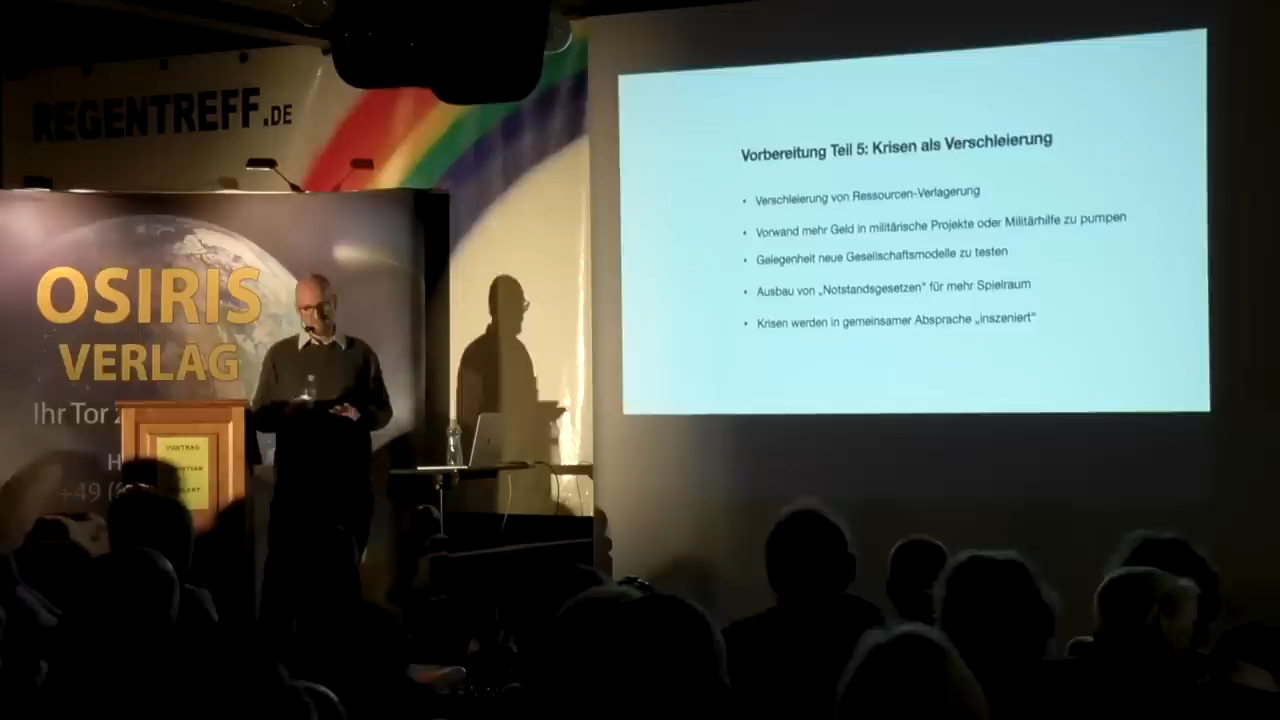 REGENTREFF.DE
OSIRIS
VERLAG
Ihr Tor
+49
VORTRAG
Vorbereitung Teil 5: Krisen als Verschleierung
• Verschleierung von Ressourcen-Verlagerung
• Vorwand mehr Geld in militärische Projekte oder Militärhilfe zu pumpen
• Gelegenheit neue Gesellschaftsmodelle zu testen
• Ausbau von „Notstandsgesetzen“ für mehr Spielraum
• Krisen werden in gemeinsamer Absprache „inszeniert“